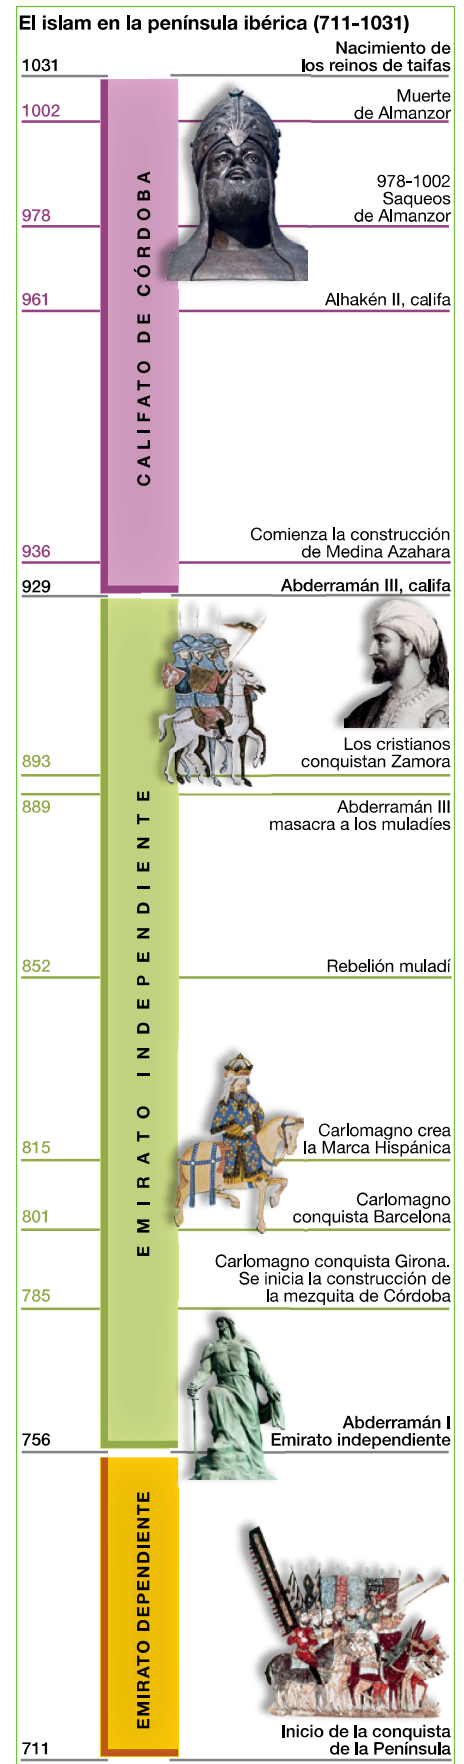 El islam en la península ibérica (711-1031)
Nacimiento de
1031 los reinos de taifas
Muerte
1002 de Almanzor
978-1002
Saqueos
978 de Almanzor
961 Alhakén II, califa
CALIFATO DE CÓRDOBA
Comienza la construcción
936 de Medina Azahara
929 Abderramán III, califa
Los cristianos
893 conquistan Zamora
889 Abderramán III
masacra a los muladíes
EMIRATO INDEPENDIENTE
852 Rebelión muladí
Carlomagno crea
815 la Marca Hispánica
Carlomagno
801 conquista Barcelona
Carlomagno conquista Girona.
Se inicia la construcción de
785 la mezquita de Córdoba
Abderramán I
756 Emirato independiente
EMIRATO DEPENDIENTE
Inicio de la conquista
711 de la Península